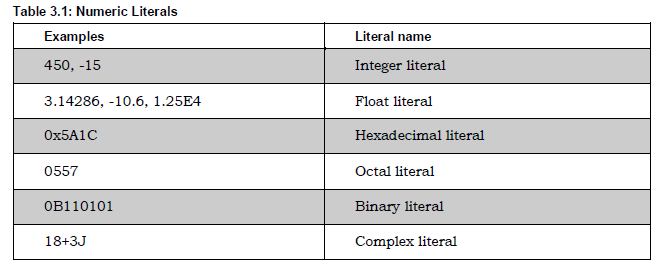 Table 3.1: Numeric Literals
Examples Literal name
450, -15 Integer literal
3.14286, -10.6, 1.25E4 Float literal
0x5A1C Hexadecimal literal
0557 Octal literal
0B110101 Binary literal
18+3J Complex literal